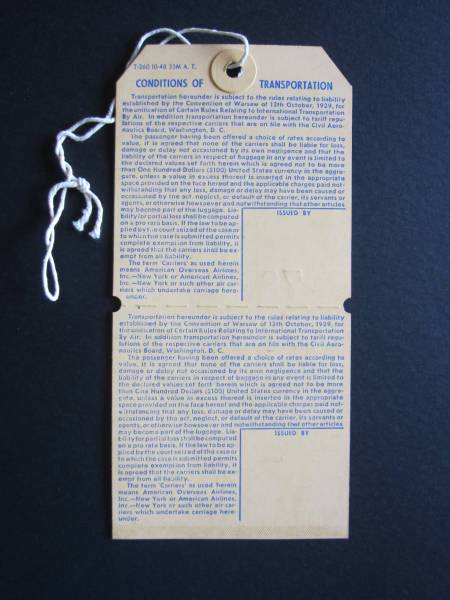 T-260 10-48 35M A. T.
CONDITIONS OF TRANSPORTATION
Transportation hereunder is subject to the rules relating to liability
established by the Convention of Warsaw of 12th October, 1929, for
the unification of Certain Rules Relating to International Transportation
By Air. In addition transportation hereunder is subject to tariff regu-
lations of the respective carriers that are on file with the Civil Aero-
nautics Board, Washington, D. C.
The passenger having been offered a choice of rates according to
value, it is agreed that none of the carriers shall be liable for loss,
damage or delay not occasioned by its own negligence and that the
liability of the carriers in respect of baggage in any event is limited to
the declared values set forth herein which is agreed not to be more
than One Hundred Dollars ($100) United States currency in the aggre-
gate, unless a value in excess thereof is inserted in the appropriate
space provided on the face hereof and the applicable charges paid not-
withstanding that any loss, damage or delay may have been caused or
occasioned by the act, neglect, or default of the carrier, its servants or
agents, or otherwise howsoever and notwithstanding that other articles
may become part of the luggage. Lia-
bility for partial loss shall be computed
on a pro rata basis. If the law to be ap-
plied by the court seized of the case or
to which the case is submitted permits
complete exemption from liability, it
is agreed that the carriers shall be ex-
empt from all liability.
The term 'Carriers' as used herein
means American Overseas Airlines,
Inc.—New York or American Airlines,
Inc.—New York or such other air car-
riers which undertake carriage here-
under.
ISSUED BY
Transportation hereunder is subject to the rules relating to liability
established by the Convention of Warsaw of 12th October, 1929, for
the unification of Certain Rules Relating to International Transportation
By Air. In addition transportation hereunder is subject to tariff regu-
lations of the respective carriers that are on file with the Civil Aero-
nautics Board, Washington, D. C.
The passenger having been offered a choice of rates according to
value, it is agreed that none of the carriers shall be liable for loss,
damage or delay not occasioned by its own negligence and that the
liability of the carriers in respect of baggage in any event is limited to
the declared values set forth herein which is agreed not to be more
than One Hundred Dollars ($100) United States currency in the aggre-
gate, unless a value in excess thereof is inserted in the appropriate
space provided on the face hereof and the applicable charges paid not-
withstanding that any loss, damage or delay may have been caused or
occasioned by the act, neglect, or default of the carrier, its servants or
agents, or otherwise howsoever and notwithstanding that other articles
may become part of the luggage. Lia-
bility for partial loss shall be computed
on a pro rata basis. If the law to be ap-
plied by the court seized of the case or
to which the case is submitted permits
complete exemption from liability, it
is agreed that the carriers shall be ex-
empt from all liability.
The term 'Carriers' as used herein
means American Overseas Airlines,
Inc.—New York or American Airlines,
Inc.—New York or such other air car-
riers which undertake carriage here-
under.
ISSUED BY